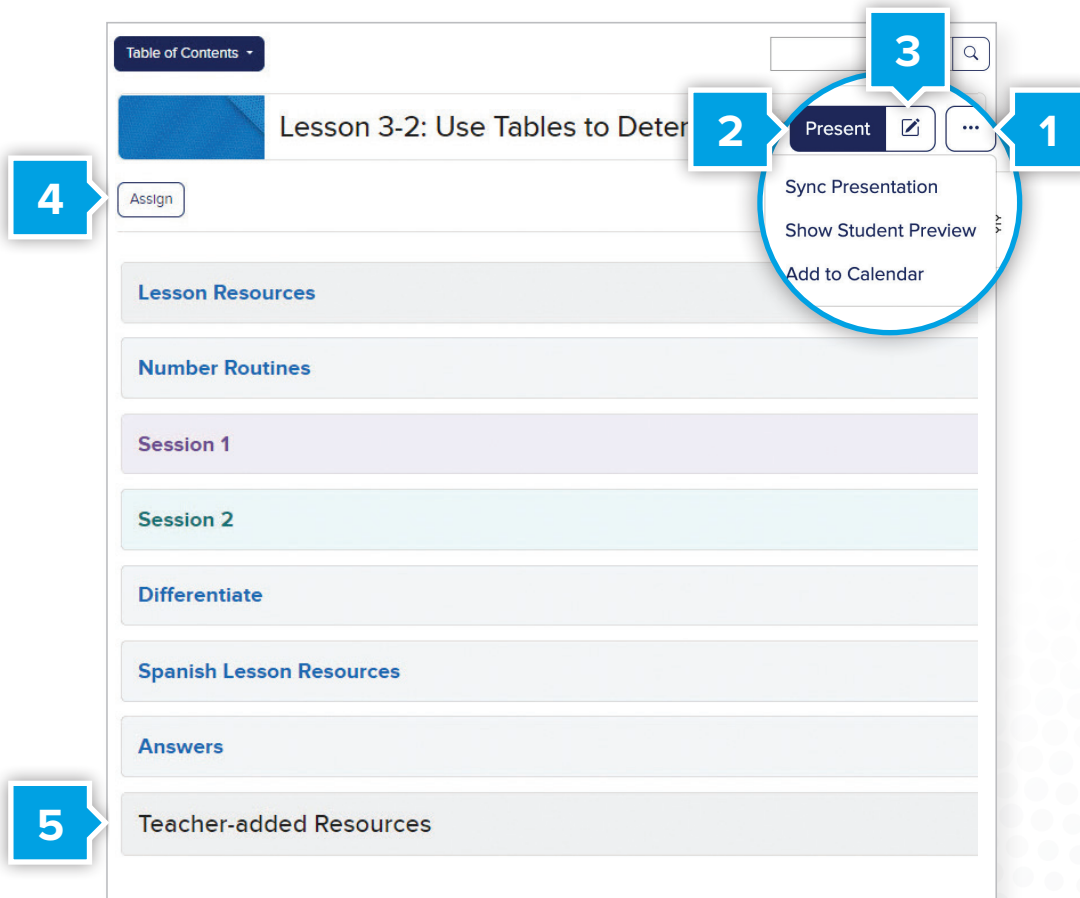 Table of Contents
3
Lesson 3-2: Use Tables to Deter
2
Present
1
4
Assign
Sync Presentation
Show Student Preview
Add to Calendar
Lesson Resources
Number Routines
Session 1
Session 2
Differentiate
Spanish Lesson Resources
Answers
5
Teacher-added Resources